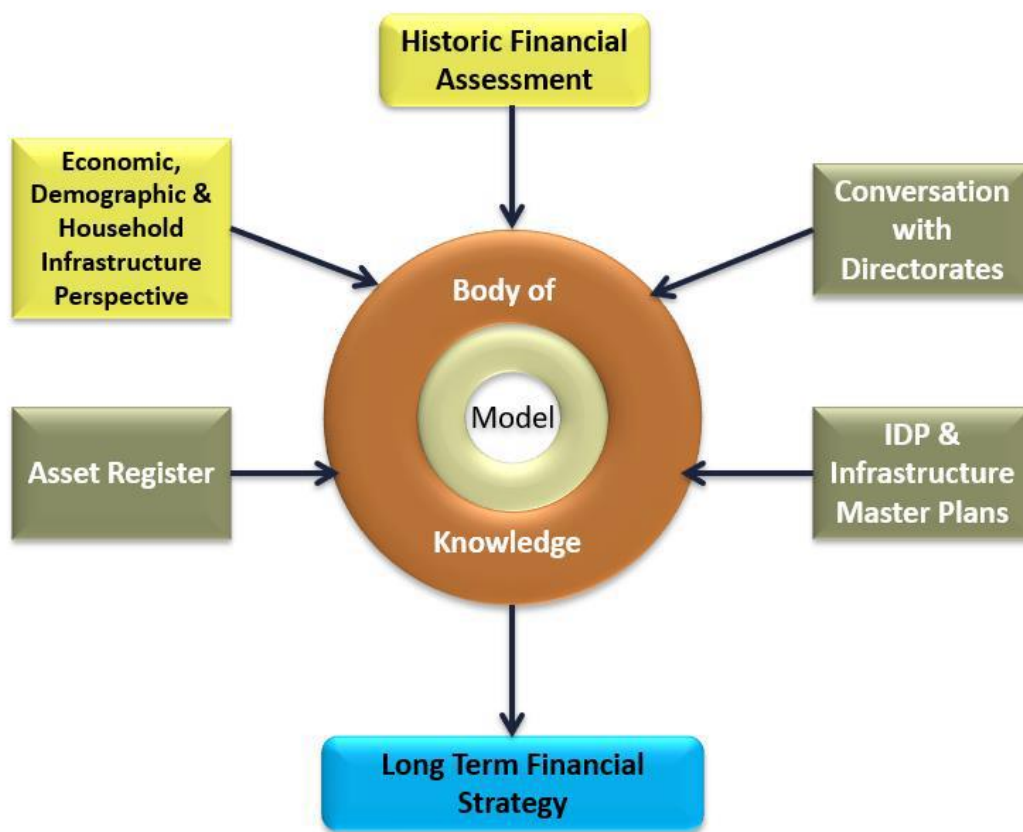 Historic Financial
Assessment
Economic,
Demographic &
Household
Infrastructure
Perspective
Conversation
with
Directorates
Body of
Model
Knowledge
Asset Register
IDP &
Infrastructure
Master Plans
Long Term Financial
Strategy